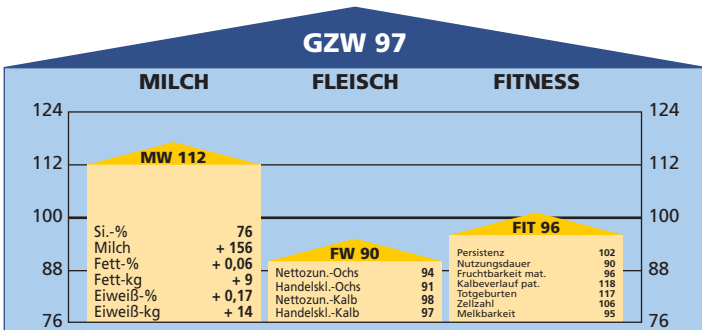 GZW 97
MILCH FLEISCH FITNESS
124 124
112 112
100 100
88 88
76 76
MW 112
Si.-% 76
Milch + 156
Fett-% + 0,06
Fett-kg + 9
Eiweiß-% + 0,17
Eiweiß-kg + 14
FW 90
Nettozun.-Ochs 94
Handelskl.-Ochs 91
Nettozun.-Kalb 98
Handelskl.-Kalb 97
FIT 96
Persistenz 102
Nutzungsdauer 90
Fruchtbarkeit mat. 96
Kalbeverlauf pat. 118
Totgeburten 117
Zellzahl 106
Melkbarkeit 95